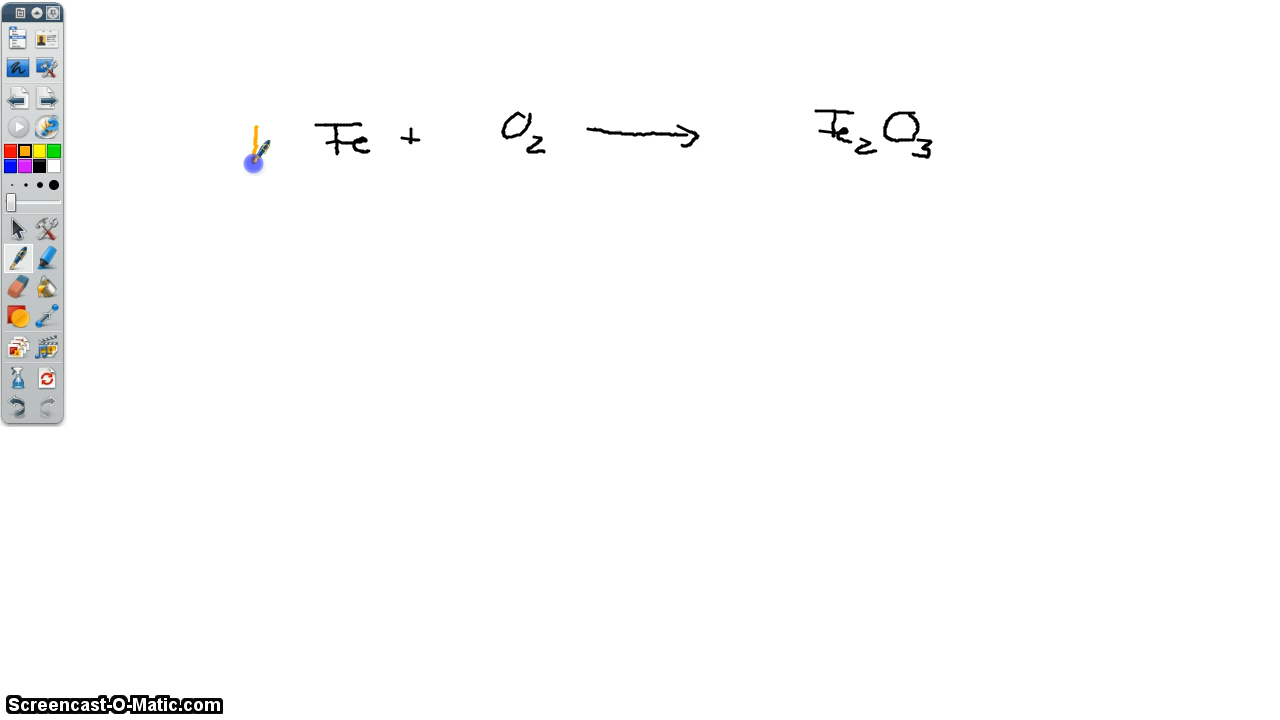 Fe + O₂ → Fe₂O₃
Screencast-O-Matic.com